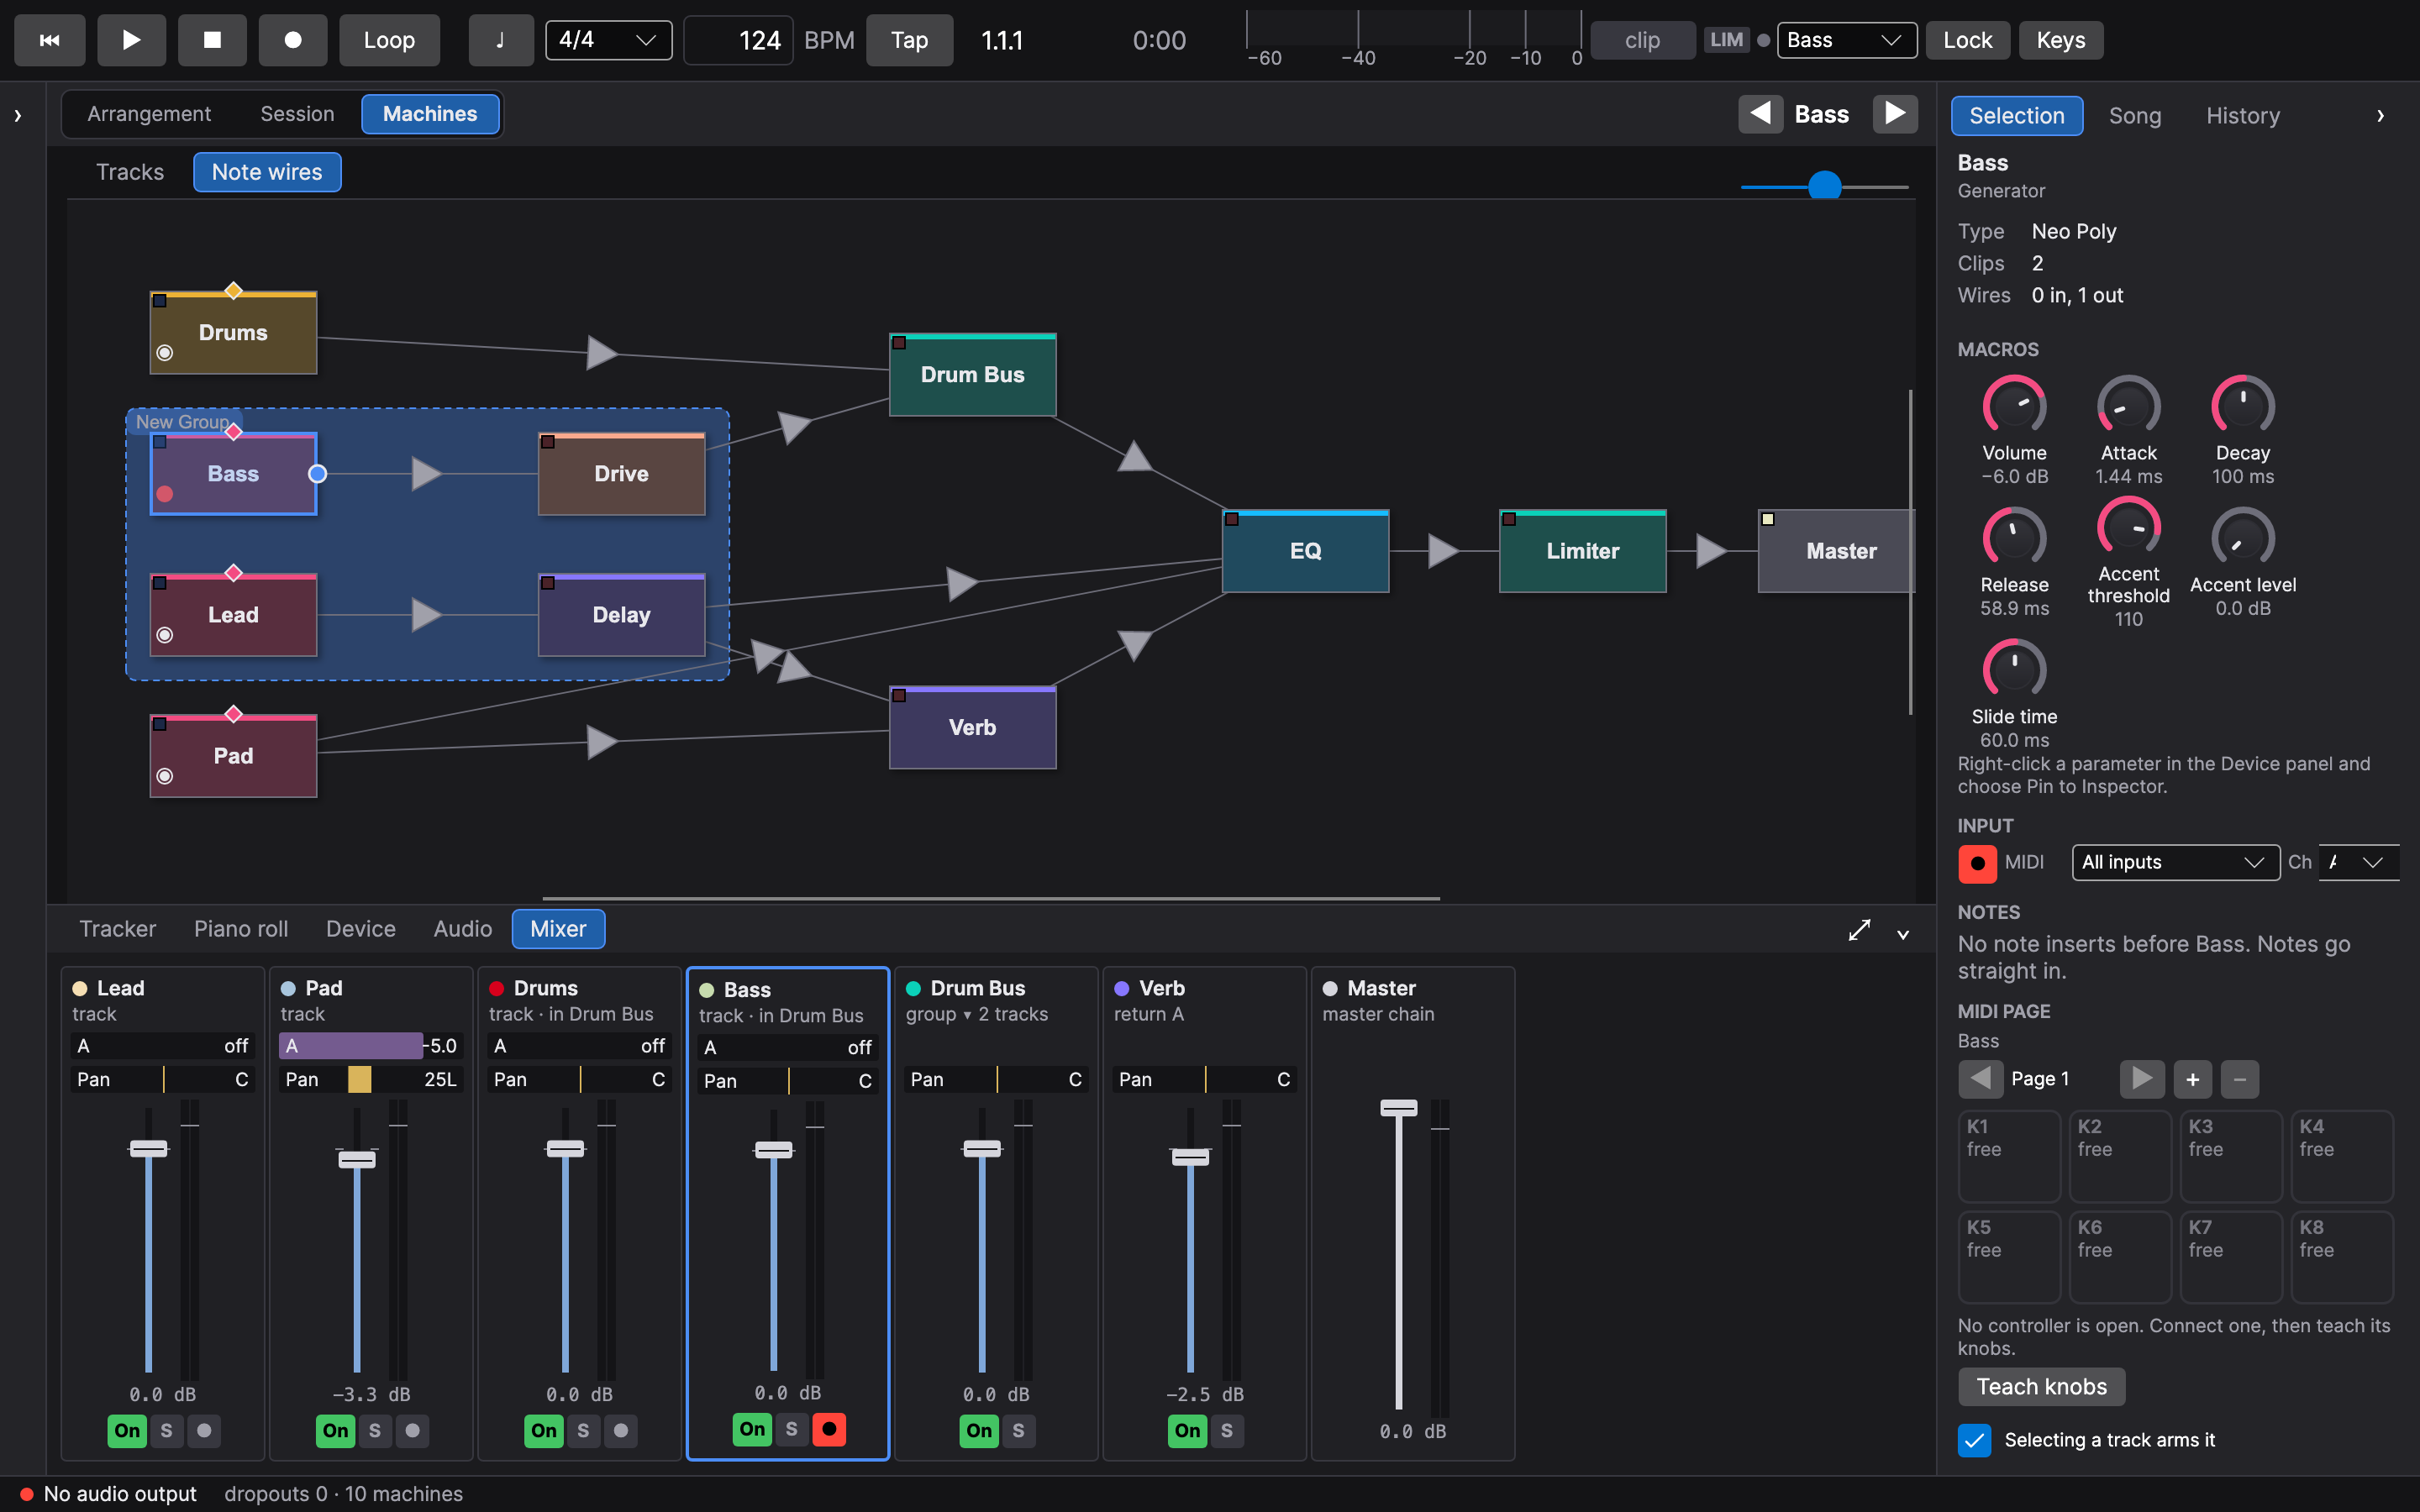 Loop
4/4
124 BPM
Tap
1.1.1
0:00
−60 −40 −20 −10 0
clip
LIM
Bass
Lock
Keys
Arrangement
Session
Machines
Bass
Tracks
Note wires
Drums
Drum Bus
New Group
Bass
Drive
EQ
Limiter
Master
Lead
Delay
Pad
Verb
Tracker
Piano roll
Device
Audio
Mixer
Lead
track
A off
Pan C
0.0 dB
On S
Pad
track
A -5.0
Pan 25L
−3.3 dB
On S
Drums
track · in Drum Bus
A off
Pan C
0.0 dB
On S
Bass
track · in Drum Bus
A off
Pan C
0.0 dB
On S
Drum Bus
group ▾ 2 tracks
Pan C
0.0 dB
On S
Verb
return A
Pan C
−2.5 dB
On S
Master
master chain
0.0 dB
Selection
Song
History
Bass
Generator
Type Neo Poly
Clips 2
Wires 0 in, 1 out
MACROS
Volume
−6.0 dB
Attack
1.44 ms
Decay
100 ms
Release
58.9 ms
Accent
threshold
110
Accent level
0.0 dB
Slide time
60.0 ms
Right-click a parameter in the Device panel and
choose Pin to Inspector.
INPUT
MIDI
All inputs
Ch
NOTES
No note inserts before Bass. Notes go
straight in.
MIDI PAGE
Bass
Page 1
+ −
K1
free
K2
free
K3
free
K4
free
K5
free
K6
free
K7
free
K8
free
No controller is open. Connect one, then teach its
knobs.
Teach knobs
Selecting a track arms it
No audio output
dropouts 0 · 10 machines